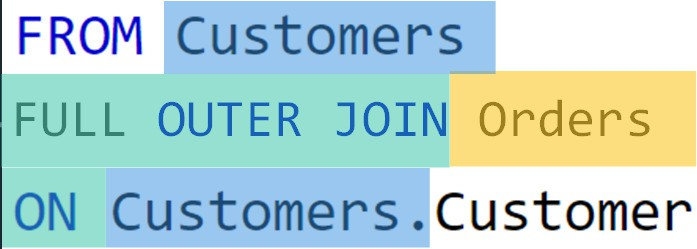 FROM Customers
FULL OUTER JOIN Orders
ON Customers.Customer